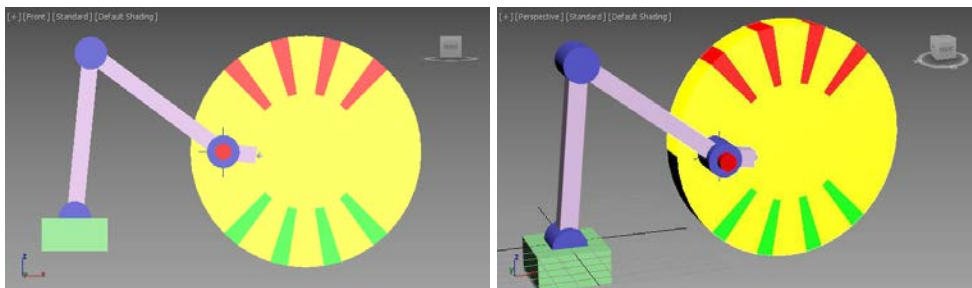 [+] [Front] [Standard] [Default Shading]
[+] [Perspective] [Standard] [Default Shading]
z
x
z
y